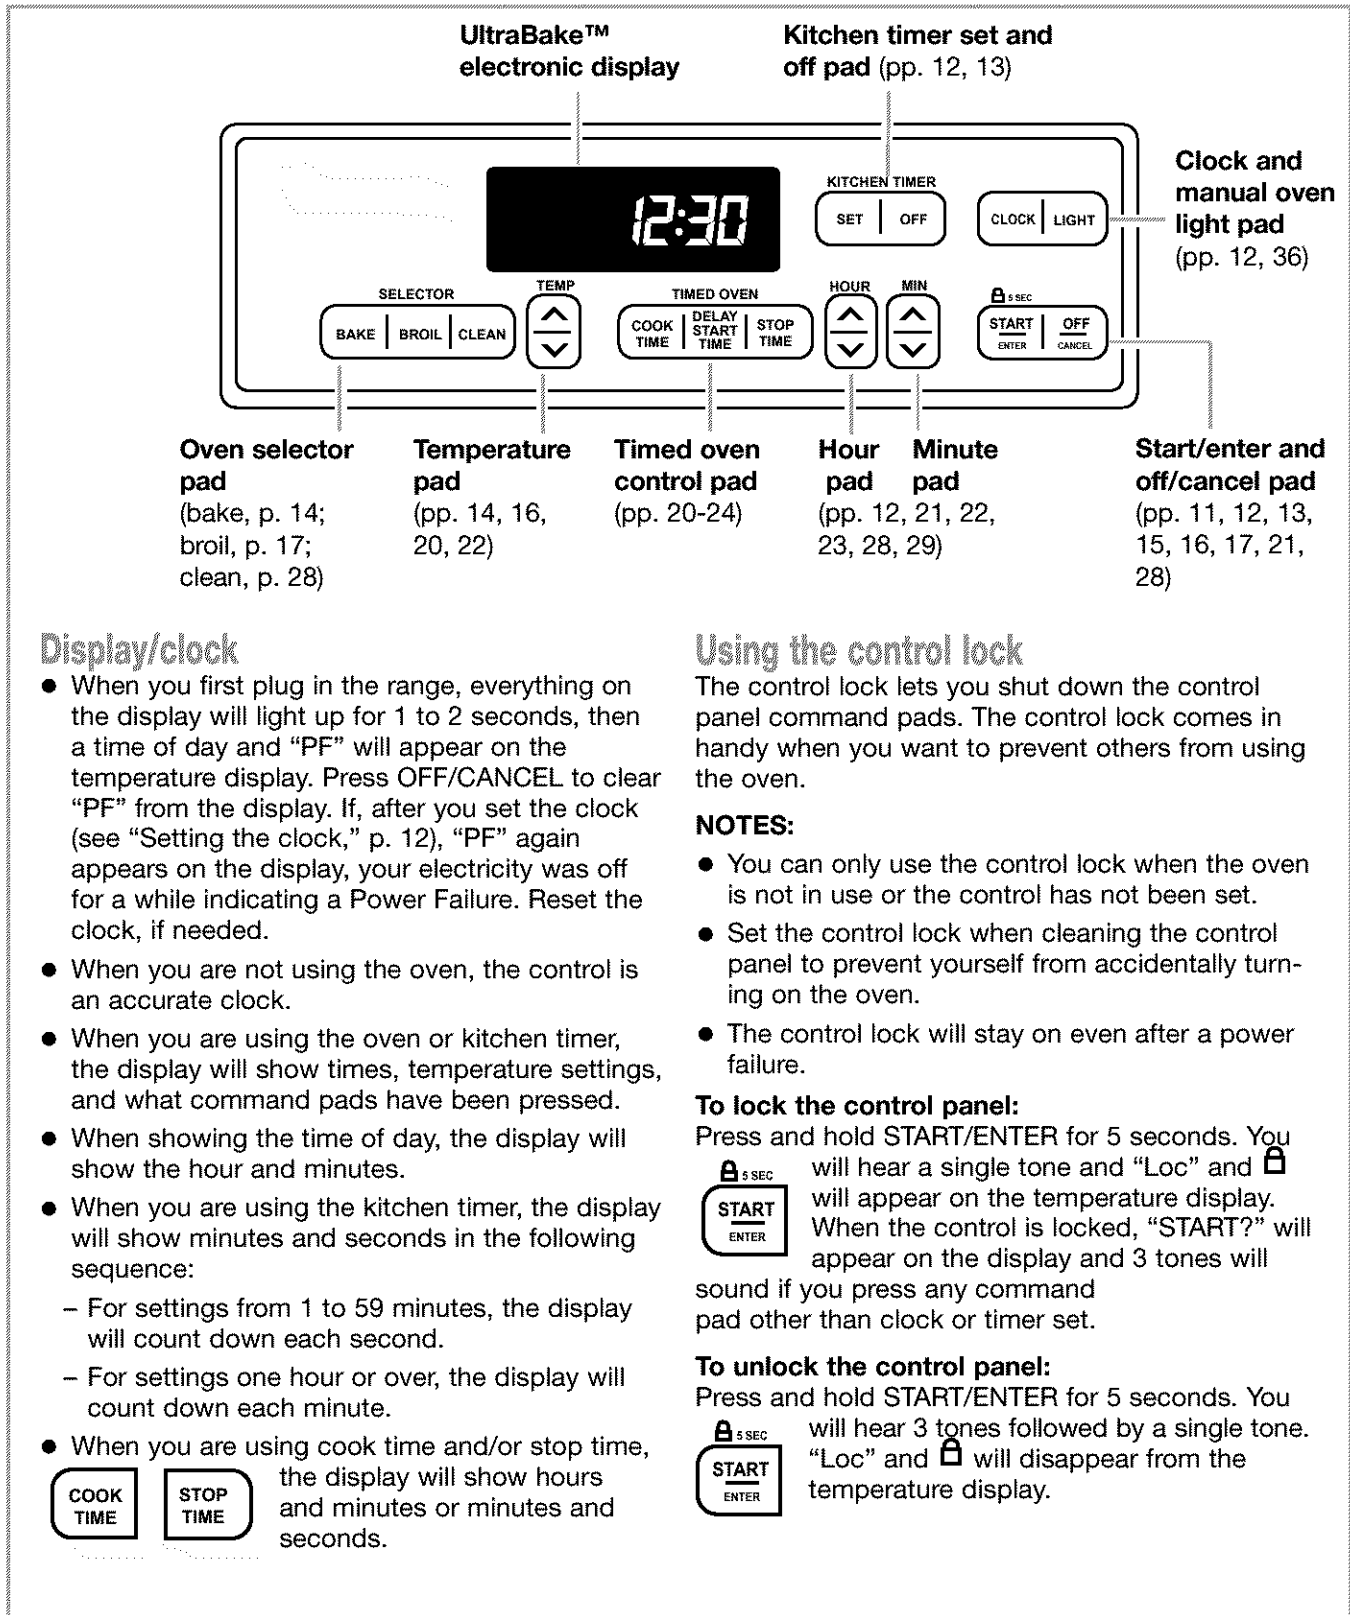 UltraBake™
electronic display
Kitchen timer set and
off pad (pp. 12, 13)
Clock and
manual oven
light pad
(pp. 12, 36)
12:30
KITCHEN TIMER
SET OFF
CLOCK LIGHT
SELECTOR
BAKE BROIL CLEAN
TEMP
TIMED OVEN
COOK
TIME
DELAY
START
TIME
STOP
TIME
HOUR
MIN
5 SEC
START
ENTER
OFF
CANCEL
Oven selector
pad
(bake, p. 14;
broil, p. 17;
clean, p. 28)
Temperature
pad
(pp. 14, 16,
20, 22)
Timed oven
control pad
(pp. 20-24)
Hour Minute
pad pad
(pp. 12, 21, 22,
23, 28, 29)
Start/enter and
off/cancel pad
(pp. 11, 12, 13,
15, 16, 17, 21,
28)
Display/clock
● When you first plug in the range, everything on
the display will light up for 1 to 2 seconds, then
a time of day and “PF” will appear on the
temperature display. Press OFF/CANCEL to clear
“PF” from the display. If, after you set the clock
(see “Setting the clock,” p. 12), “PF” again
appears on the display, your electricity was off
for a while indicating a Power Failure. Reset the
clock, if needed.
● When you are not using the oven, the control is
an accurate clock.
● When you are using the oven or kitchen timer,
the display will show times, temperature settings,
and what command pads have been pressed.
● When showing the time of day, the display will
show the hour and minutes.
● When you are using the kitchen timer, the display
will show minutes and seconds in the following
sequence:
– For settings from 1 to 59 minutes, the display
will count down each second.
– For settings one hour or over, the display will
count down each minute.
● When you are using cook time and/or stop time,
the display will show hours
and minutes or minutes and
seconds.
COOK
TIME
STOP
TIME
Using the control lock
The control lock lets you shut down the control
panel command pads. The control lock comes in
handy when you want to prevent others from using
the oven.
NOTES:
● You can only use the control lock when the oven
is not in use or the control has not been set.
● Set the control lock when cleaning the control
panel to prevent yourself from accidentally turn-
ing on the oven.
● The control lock will stay on even after a power
failure.
To lock the control panel:
Press and hold START/ENTER for 5 seconds. You
will hear a single tone and “Loc” and
will appear on the temperature display.
When the control is locked, “START?” will
appear on the display and 3 tones will
sound if you press any command
pad other than clock or timer set.
5 SEC
START
ENTER
To unlock the control panel:
Press and hold START/ENTER for 5 seconds. You
will hear 3 tones followed by a single tone.
“Loc” and will disappear from the
temperature display.
5 SEC
START
ENTER